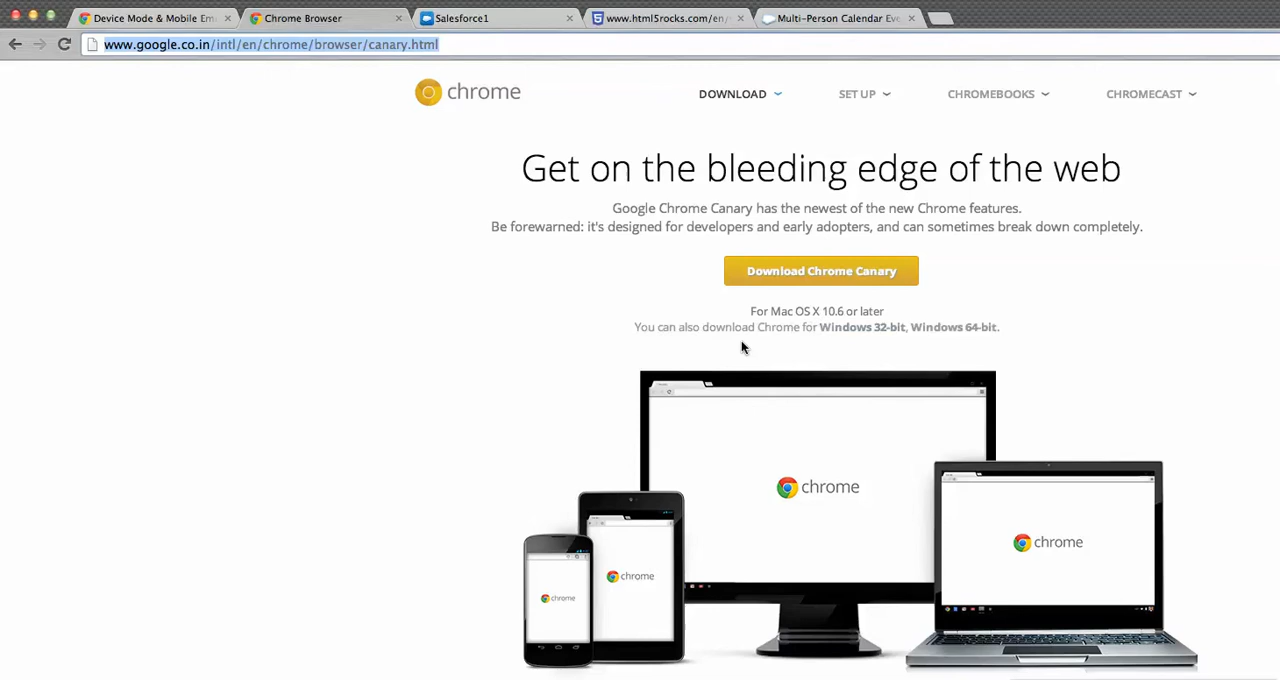 Device Mode & Mobile Em
Chrome Browser
Salesforce1
www.html5rocks.com/en/
Multi-Person Calendar Eve
www.google.co.in/intl/en/chrome/browser/canary.html
chrome
DOWNLOAD
SET UP
CHROMEBOOKS
CHROMECAST
Get on the bleeding edge of the web
Google Chrome Canary has the newest of the new Chrome features.
Be forewarned: it's designed for developers and early adopters, and can sometimes break down completely.
Download Chrome Canary
For Mac OS X 10.6 or later
You can also download Chrome for Windows 32-bit, Windows 64-bit.
chrome
chrome
chrome
chrome